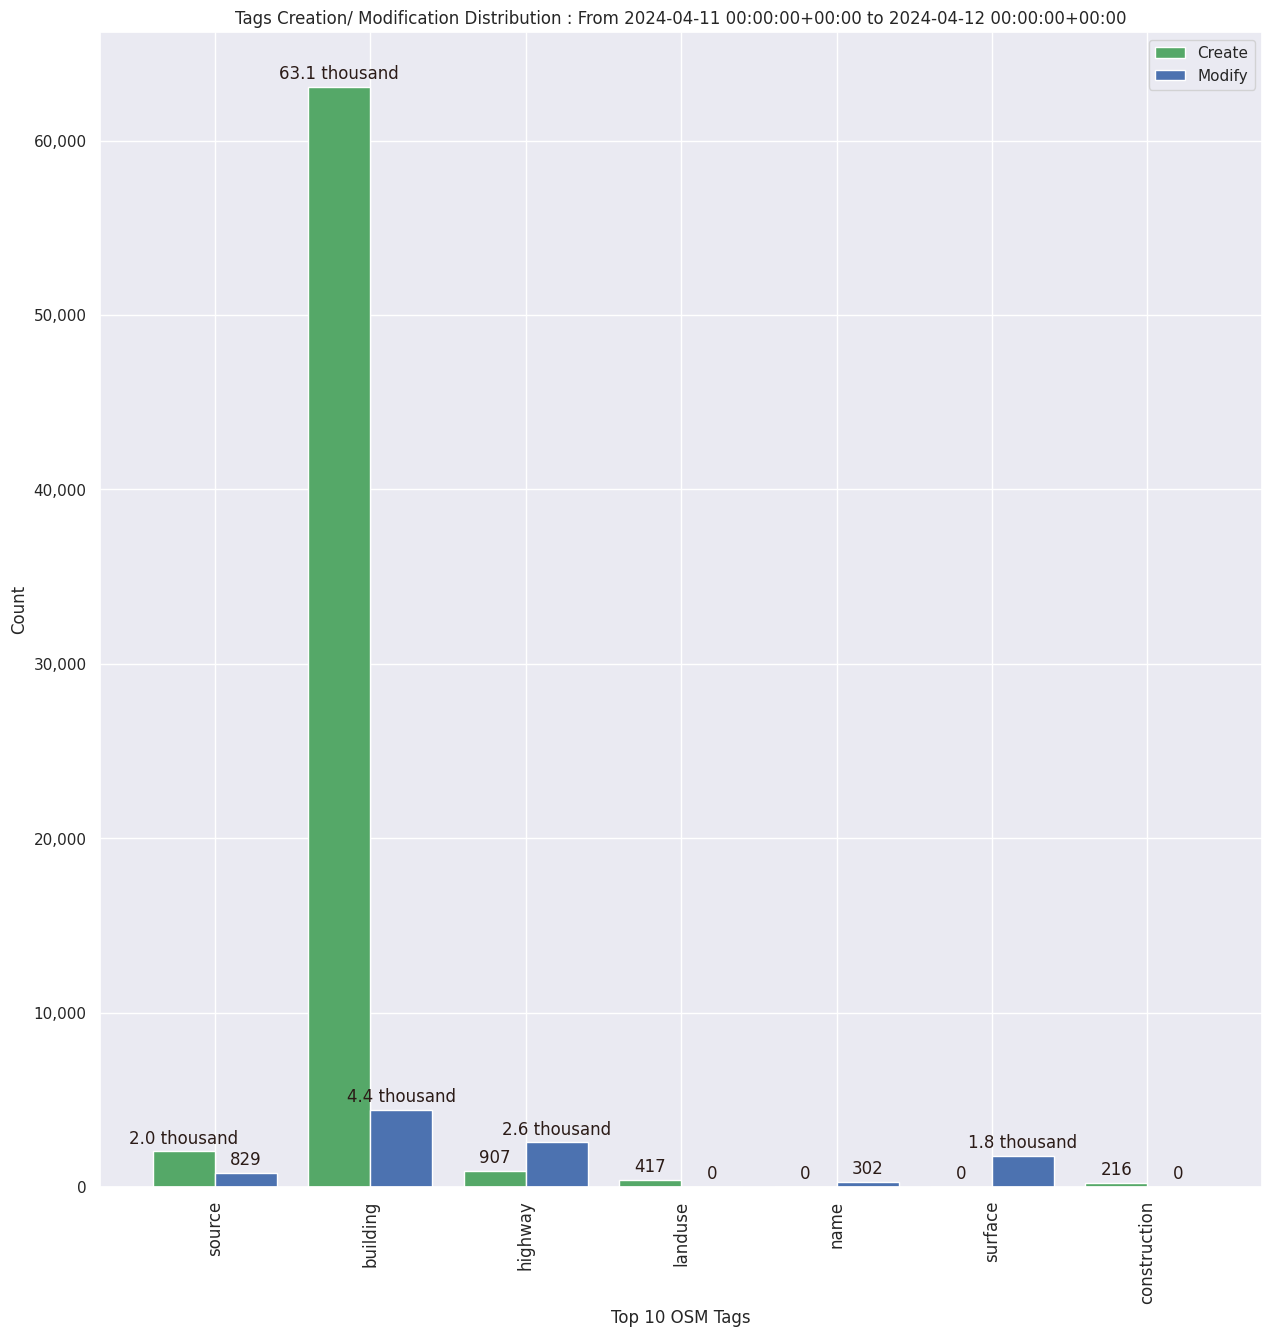 Tags Creation/ Modification Distribution : From 2024-04-11 00:00:00+00:00 to 2024-04-12 00:00:00+00:00
Create
Modify
63.1 thousand
60,000
50,000
40,000
30,000
20,000
10,000
0
Count
2.0 thousand
829
4.4 thousand
907
2.6 thousand
417
0
0
302
0
1.8 thousand
216
0
source
building
highway
landuse
name
surface
construction
Top 10 OSM Tags